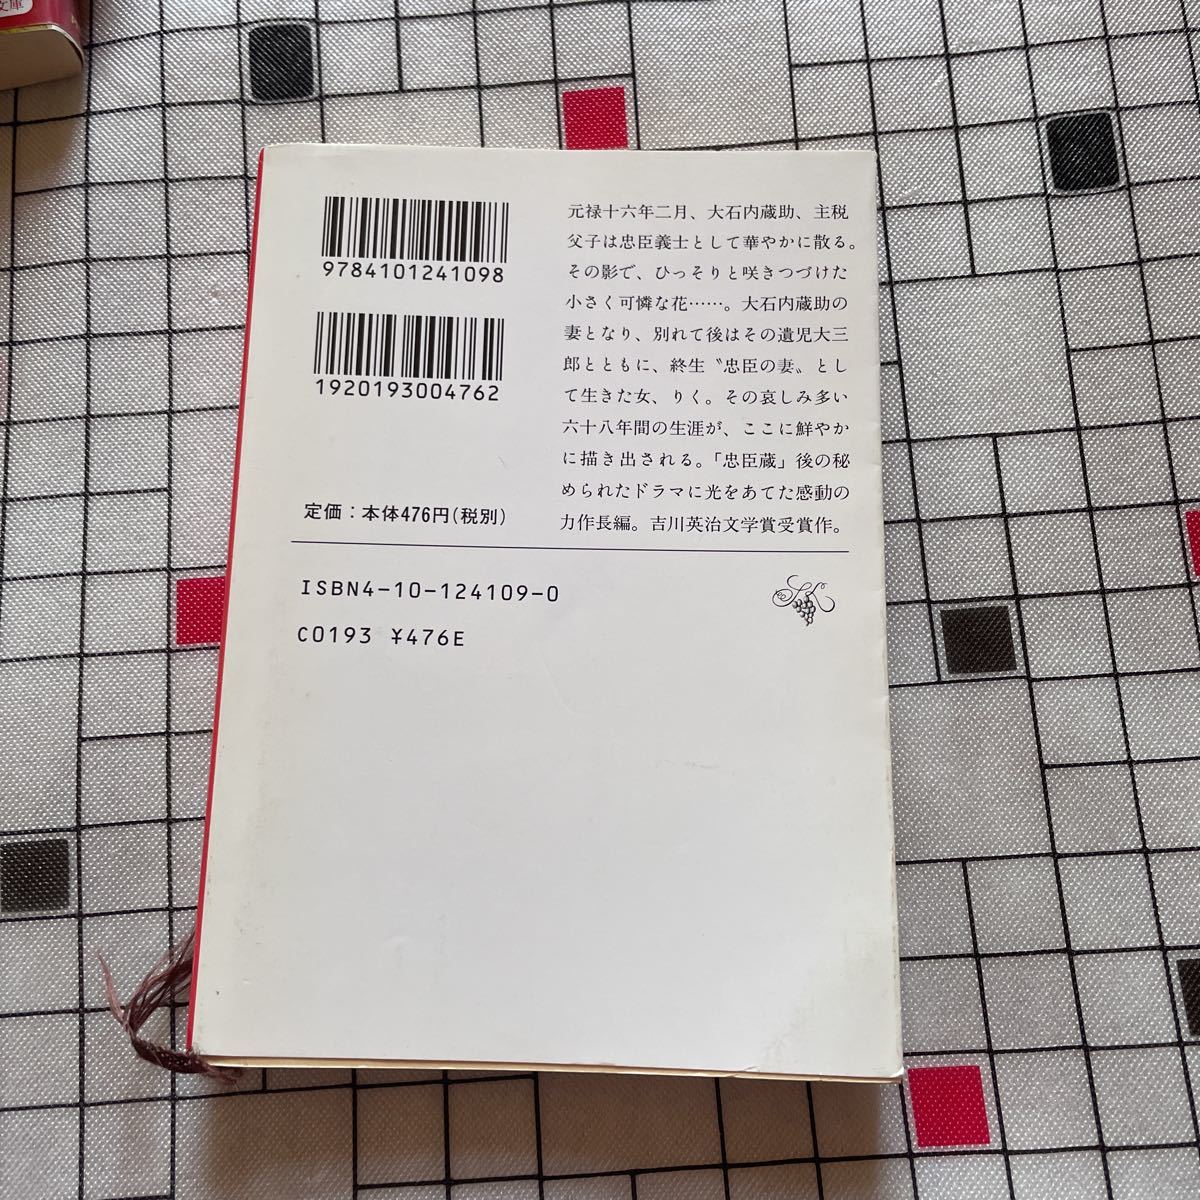 文庫
9784101241098
1920193004762
定価:本体476円(税別)
元禄十六年二月、大石内蔵助、主税
父子は忠臣義士として華やかに散る。
その影で、ひっそりと咲きつづけた
小さく可憐な花……。大石内蔵助の
妻となり、別れて後はその遺児大三
郎とともに、終生〝忠臣の妻〟とし
て生きた女、りく。その哀しみ多い
六十八年間の生涯が、ここに鮮やか
に描き出される。「忠臣蔵」後の秘
められたドラマに光をあてた感動の
力作長編。吉川英治文学賞受賞作。
ISBN4-10-124109-0
C0193 ¥476E